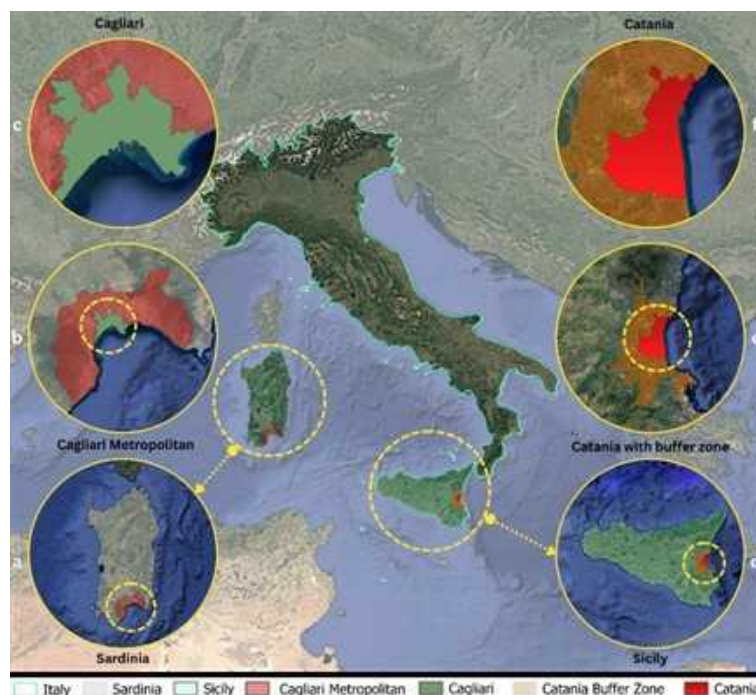 Cagliari
Catania
c
b
Cagliari Metropolitan
Catania with buffer zone
a
d
Sardinia
Sicily
Italy
Sardinia
Sicily
Cagliari Metropolitan
Cagliari
Catania Buffer Zone